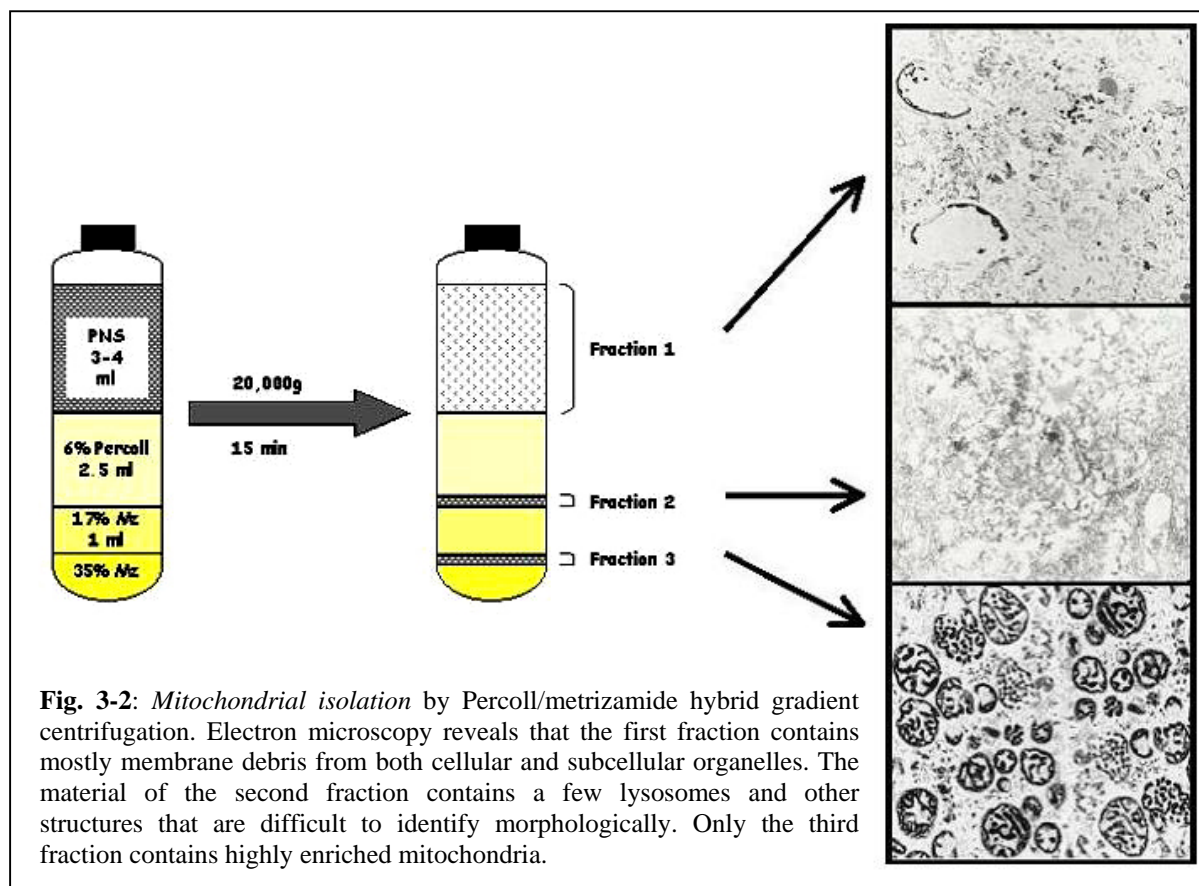 PNS
3-4
ml
6% Percoll
2.5 ml
17% Mz
1 ml
35% Mz
20,000g
15 min
Fraction 1
Fraction 2
Fraction 3
Fig. 3-2: Mitochondrial isolation by Percoll/metrizamide hybrid gradient
centrifugation. Electron microscopy reveals that the first fraction contains
mostly membrane debris from both cellular and subcellular organelles. The
material of the second fraction contains a few lysosomes and other
structures that are difficult to identify morphologically. Only the third
fraction contains highly enriched mitochondria.